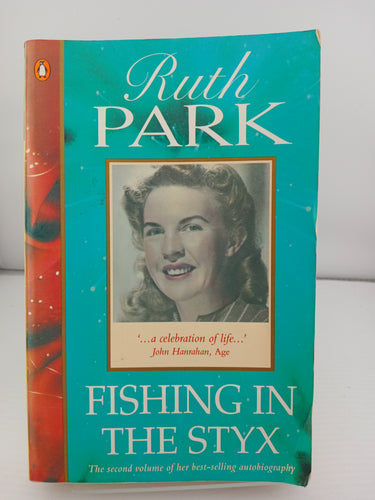 Ruth
PARK
‘...a celebration of life...’
John Hanrahan, Age
FISHING IN
THE STYX
The second volume of her best-selling autobiography